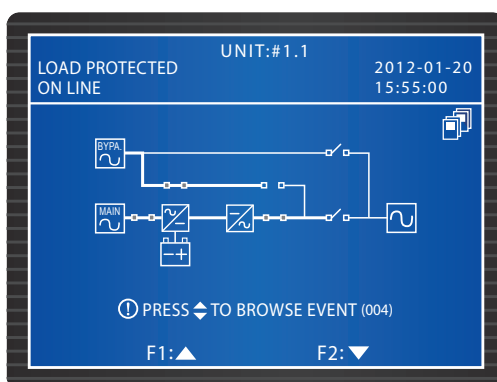 UNIT:#1.1
LOAD PROTECTED
ON LINE
2012-01-20
15:55:00
BYPA.
MAIN
PRESS TO BROWSE EVENT (004)
F1:
F2: